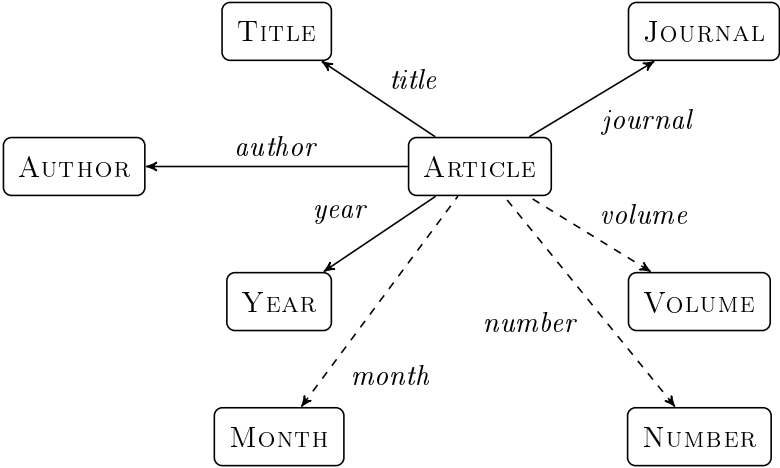 TITLE
JOURNAL
title
journal
author
AUTHOR
ARTICLE
year
volume
YEAR
VOLUME
number
month
MONTH
NUMBER